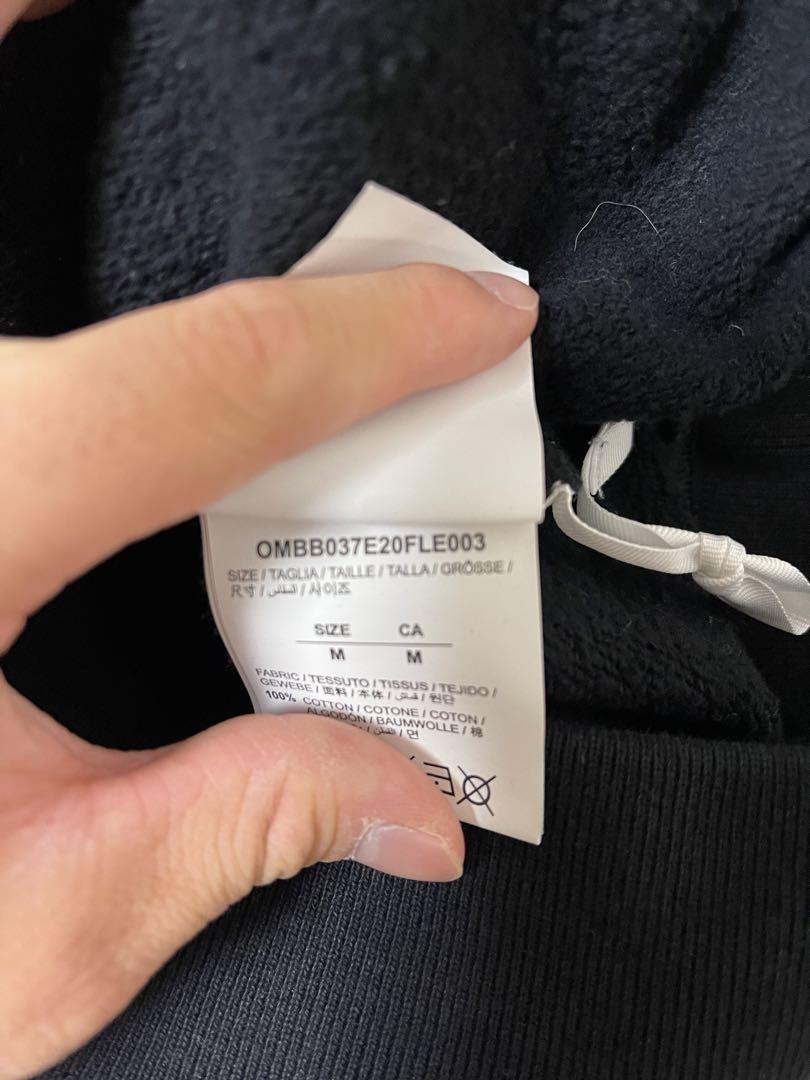 OMBB037E20FLE003
SIZE / TAGLIA / TAILLE / TALLA / GRÖSSE /
尺寸 / المقاس / 사이즈
SIZE CA
M M
FABRIC / TESSUTO / TISSUS / TEJIDO /
GEWEBE / 面料 / 本体 / قماش / 원단
100% COTTON / COTONE / COTON /
ALGODÓN / BAUMWOLLE / 棉
/ 면